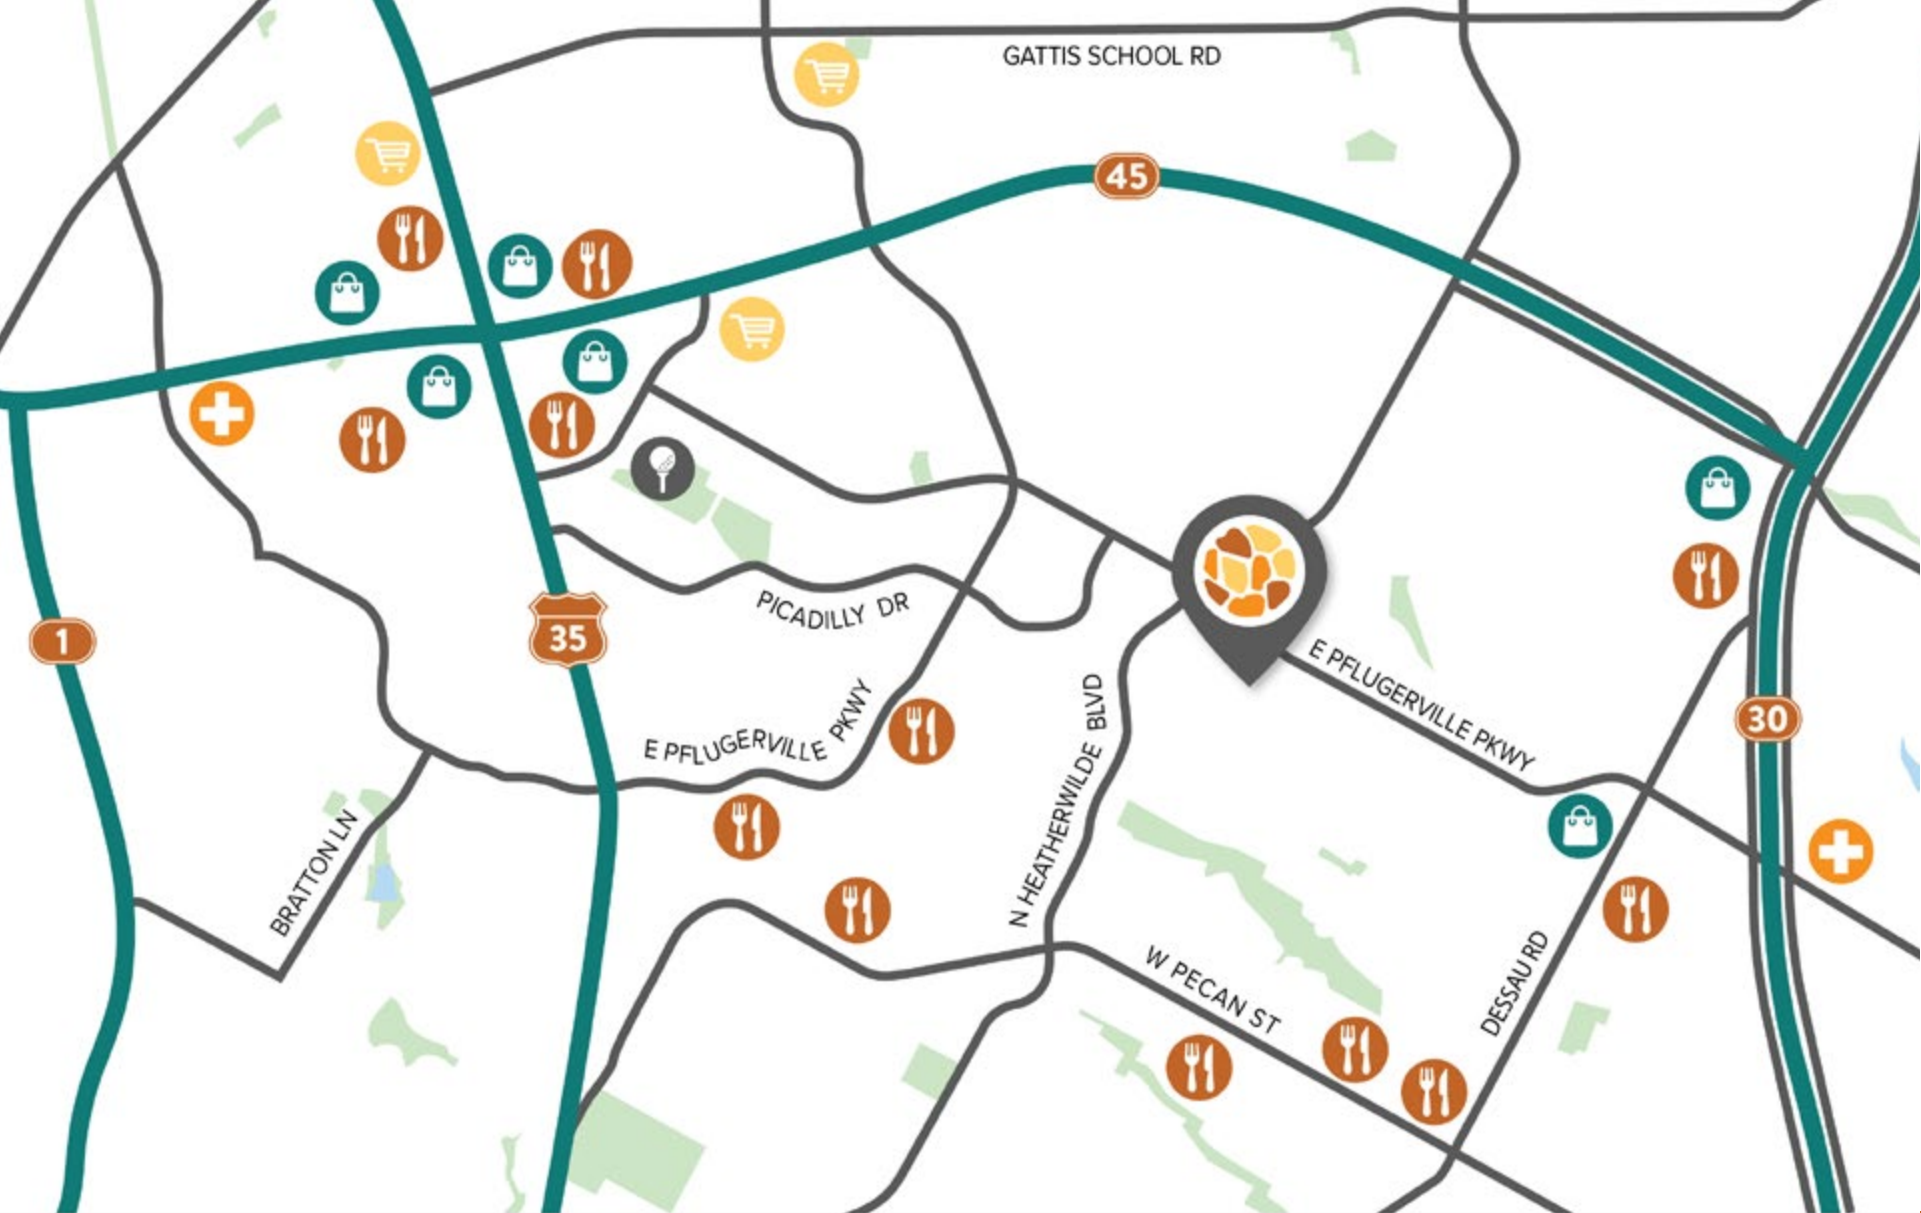 GATTIS SCHOOL RD
45
1
35
PICADILLY DR
E PFLUGERVILLE PKWY
E PFLUGERVILLE PKWY
N HEATHERWILDE BLVD
30
BRATTON LN
W PECAN ST
DESSAU RD